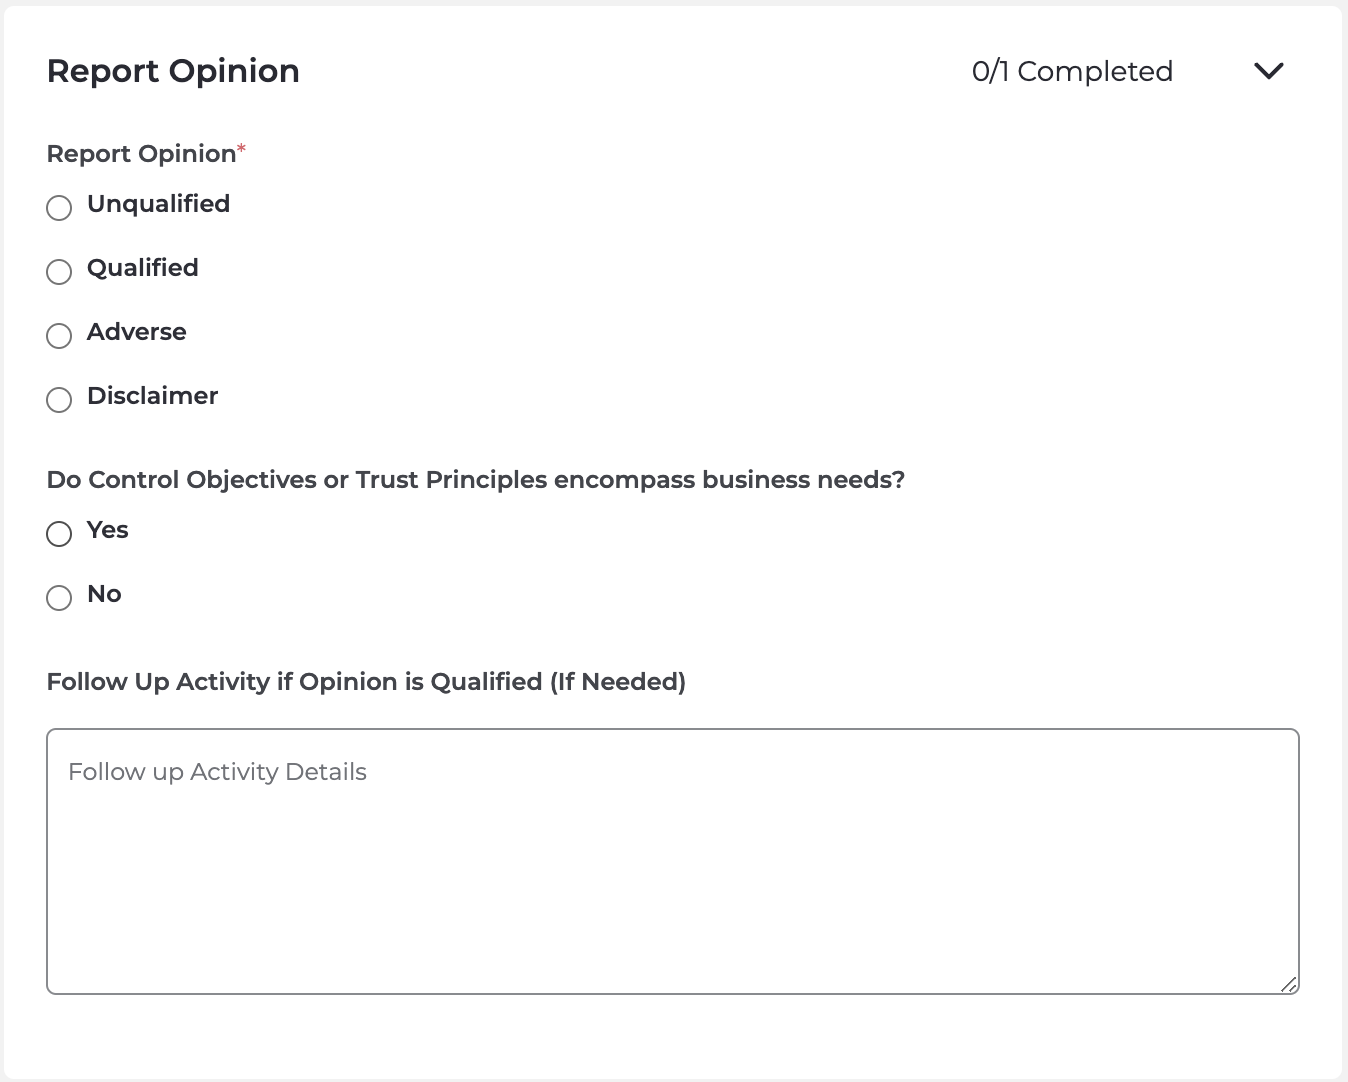 Report Opinion
0/1 Completed
Report Opinion*
Unqualified
Qualified
Adverse
Disclaimer
Do Control Objectives or Trust Principles encompass business needs?
Yes
No
Follow Up Activity if Opinion is Qualified (If Needed)
Follow up Activity Details